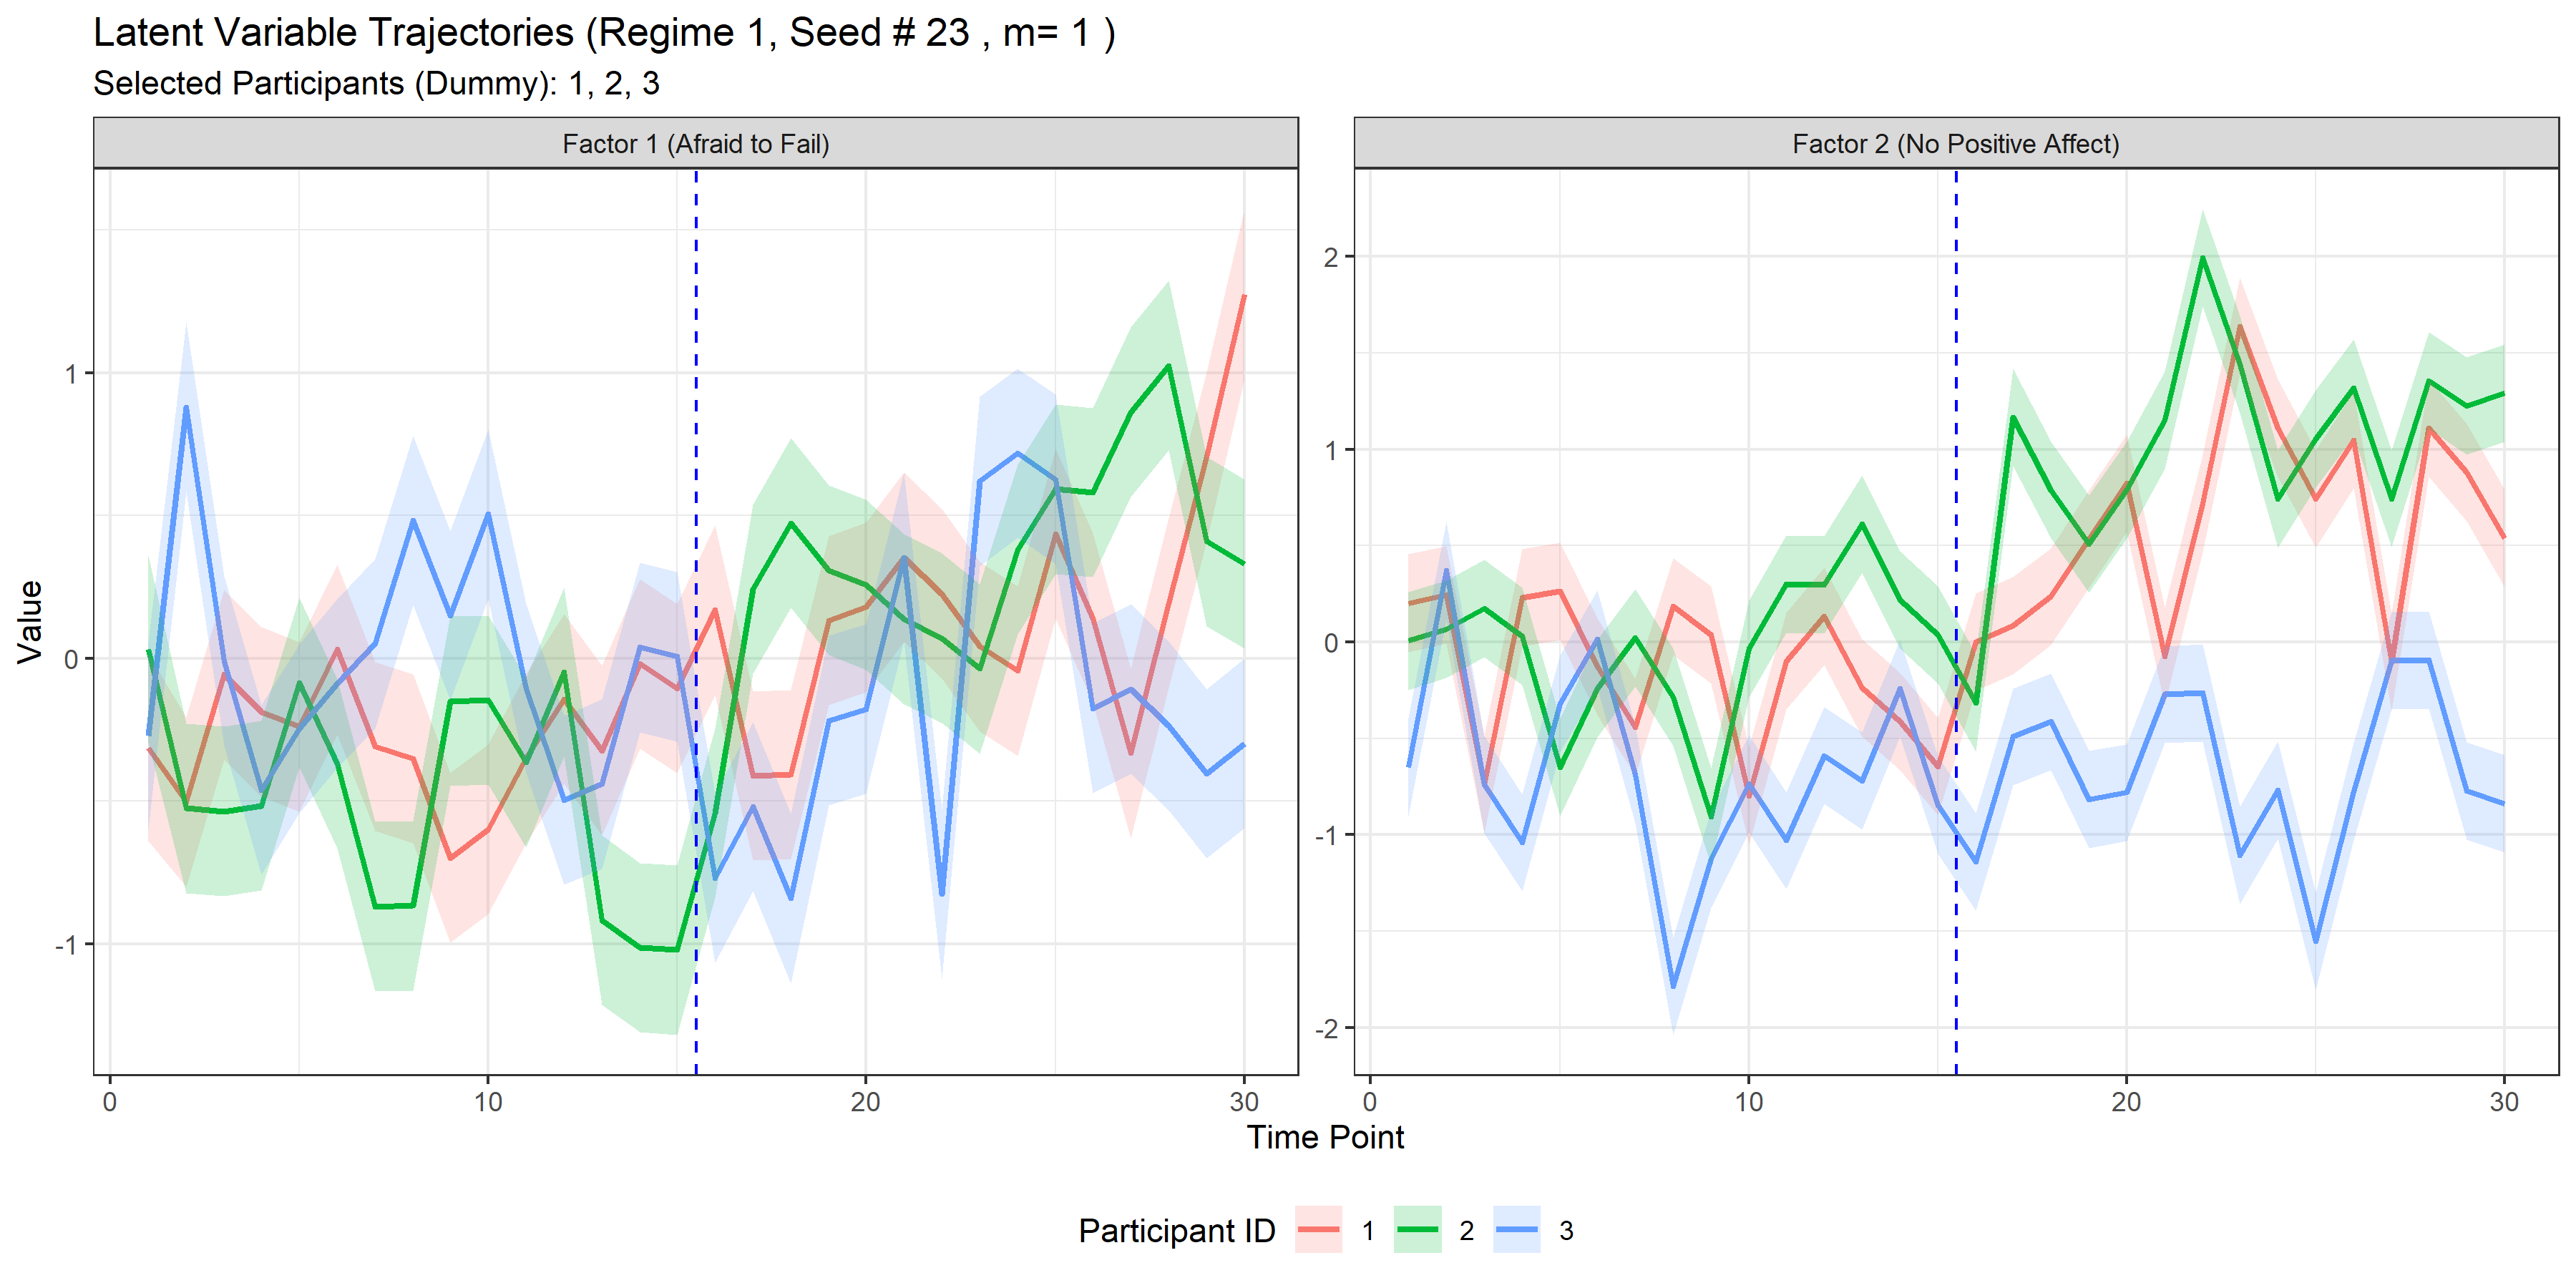 Latent Variable Trajectories (Regime 1, Seed # 23 , m= 1 )
Selected Participants (Dummy): 1, 2, 3
Factor 1 (Afraid to Fail)
Factor 2 (No Positive Affect)
Value
1
0
-1
2
1
0
-1
-2
0 10 20 30
0 10 20 30
Time Point
Participant ID 1 2 3